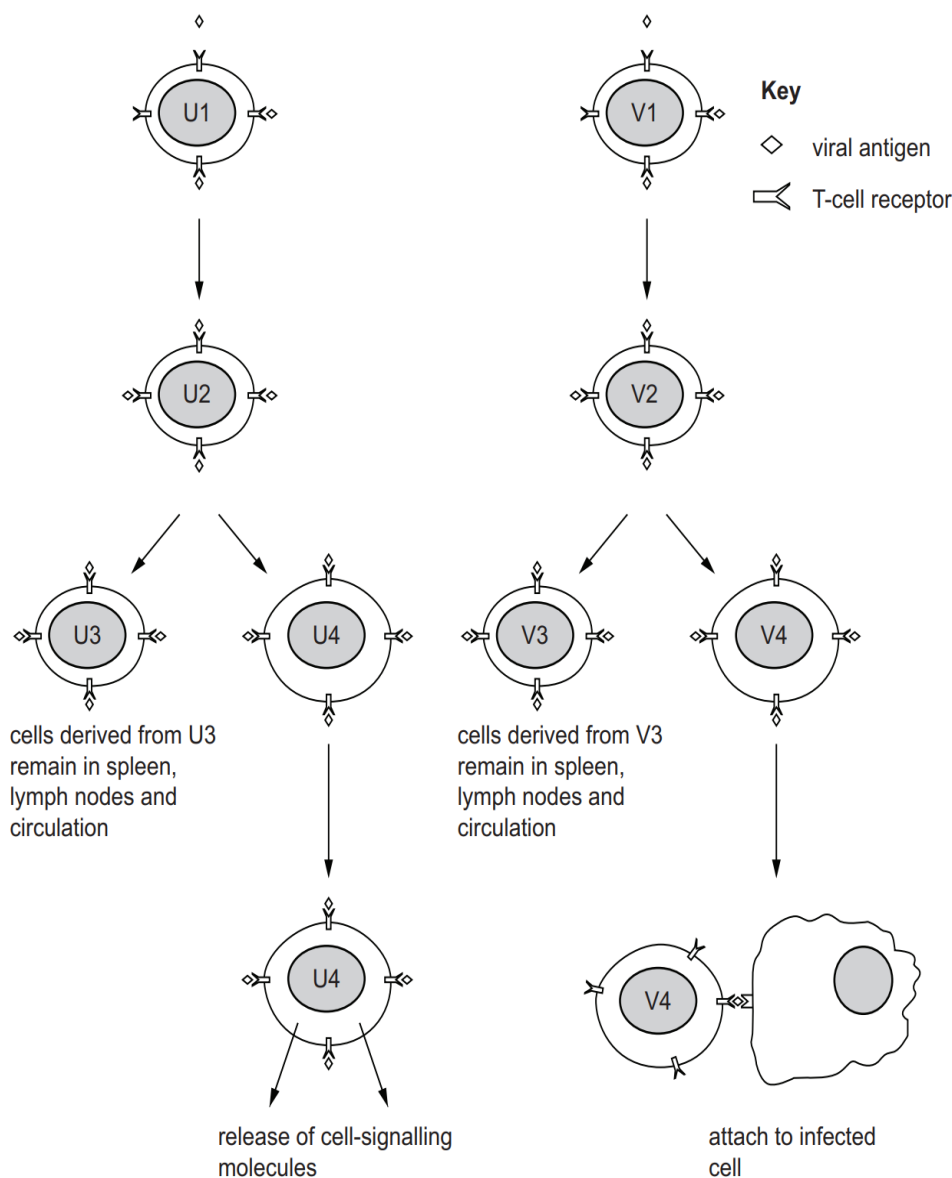 U1
V1
Key
viral antigen
T-cell receptor
U2
V2
U3
U4
V3
V4
cells derived from U3
remain in spleen,
lymph nodes and
circulation
cells derived from V3
remain in spleen,
lymph nodes and
circulation
U4
V4
release of cell-signalling
molecules
attach to infected
cell